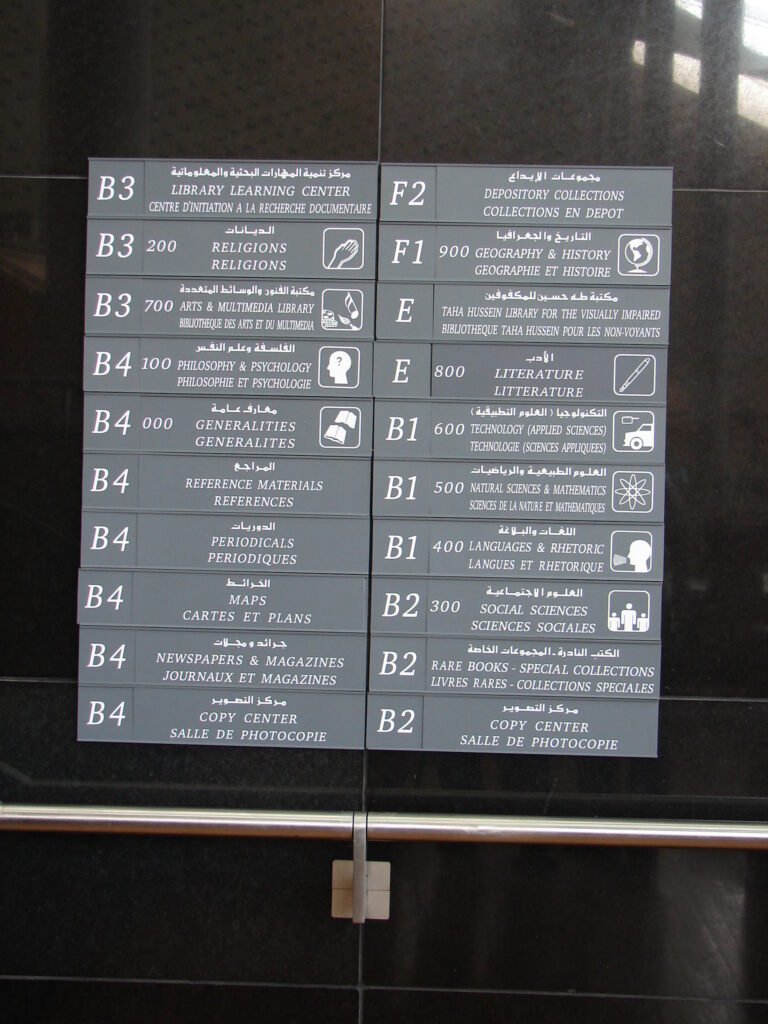 B3
مركز تنمية المهارات البحثية والمعلوماتية
LIBRARY LEARNING CENTER
CENTRE D'INITIATION A LA RECHERCHE DOCUMENTAIRE
B3
200
الديانات
RELIGIONS
RELIGIONS
B3
700
مكتبة الفنون والوسائط المتعددة
ARTS & MULTIMEDIA LIBRARY
BIBLIOTHEQUE DES ARTS ET DU MULTIMEDIA
B4
100
الفلسفة وعلم النفس
?
PHILOSOPHY & PSYCHOLOGY
PHILOSOPHIE ET PSYCHOLOGIE
B4
000
معارف عامة
GENERALITIES
GENERALITES
B4
المراجع
REFERENCE MATERIALS
REFERENCES
B4
الدوريات
PERIODICALS
PERIODIQUES
B4
الخرائط
MAPS
CARTES ET PLANS
B4
جرائد ومجلات
NEWSPAPERS & MAGAZINES
JOURNAUX ET MAGAZINES
B4
مركز التصوير
COPY CENTER
SALLE DE PHOTOCOPIE
F2
مجموعات الإيداع
DEPOSITORY COLLECTIONS
COLLECTIONS EN DEPOT
F1
900
التاريخ والجغرافيا
GEOGRAPHY & HISTORY
GEOGRAPHIE ET HISTOIRE
E
مكتبة طه حسين للمكفوفين
TAHA HUSSEIN LIBRARY FOR THE VISUALLY IMPAIRED
BIBLIOTHEQUE TAHA HUSSEIN POUR LES NON-VOYANTS
E
800
الأدب
LITERATURE
LITTERATURE
B1
600
التكنولوجيا (العلوم التطبيقية)
TECHNOLOGY (APPLIED SCIENCES)
TECHNOLOGIE (SCIENCES APPLIQUEES)
B1
500
العلوم الطبيعية والرياضيات
NATURAL SCIENCES & MATHEMATICS
SCIENCES DE LA NATURE ET MATHEMATIQUES
B1
400
اللغات والبلاغة
LANGUAGES & RHETORIC
LANGUES ET RHETORIQUE
B2
300
العلوم الاجتماعية
SOCIAL SCIENCES
SCIENCES SOCIALES
B2
الكتب النادرة - المجموعات الخاصة
RARE BOOKS - SPECIAL COLLECTIONS
LIVRES RARES - COLLECTIONS SPECIALES
B2
مركز التصوير
COPY CENTER
SALLE DE PHOTOCOPIE